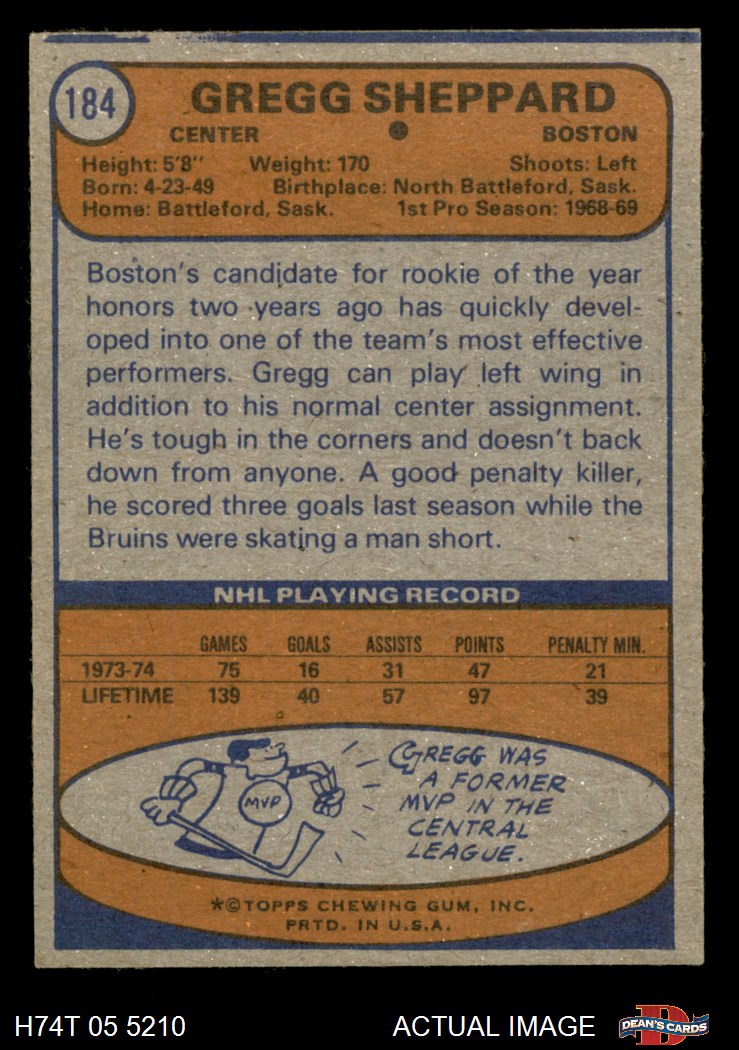 184
GREGG SHEPPARD
CENTER ● BOSTON
Height: 5'8" Weight: 170 Shoots: Left
Born: 4-23-49 Birthplace: North Battleford, Sask.
Home: Battleford, Sask. 1st Pro Season: 1968-69
Boston's candidate for rookie of the year
honors two years ago has quickly devel-
oped into one of the team's most effective
performers. Gregg can play left wing in
addition to his normal center assignment.
He's tough in the corners and doesn't back
down from anyone. A good penalty killer,
he scored three goals last season while the
Bruins were skating a man short.
NHL PLAYING RECORD
GAMES GOALS ASSISTS POINTS PENALTY MIN.
1973-74 75 16 31 47 21
LIFETIME 139 40 57 97 39
MVP
GREGG WAS
A FORMER
MVP IN THE
CENTRAL
LEAGUE.
*©TOPPS CHEWING GUM, INC.
PRTD. IN U.S.A.
H74T 05 5210 ACTUAL IMAGE
D
DEAN'S CARDS